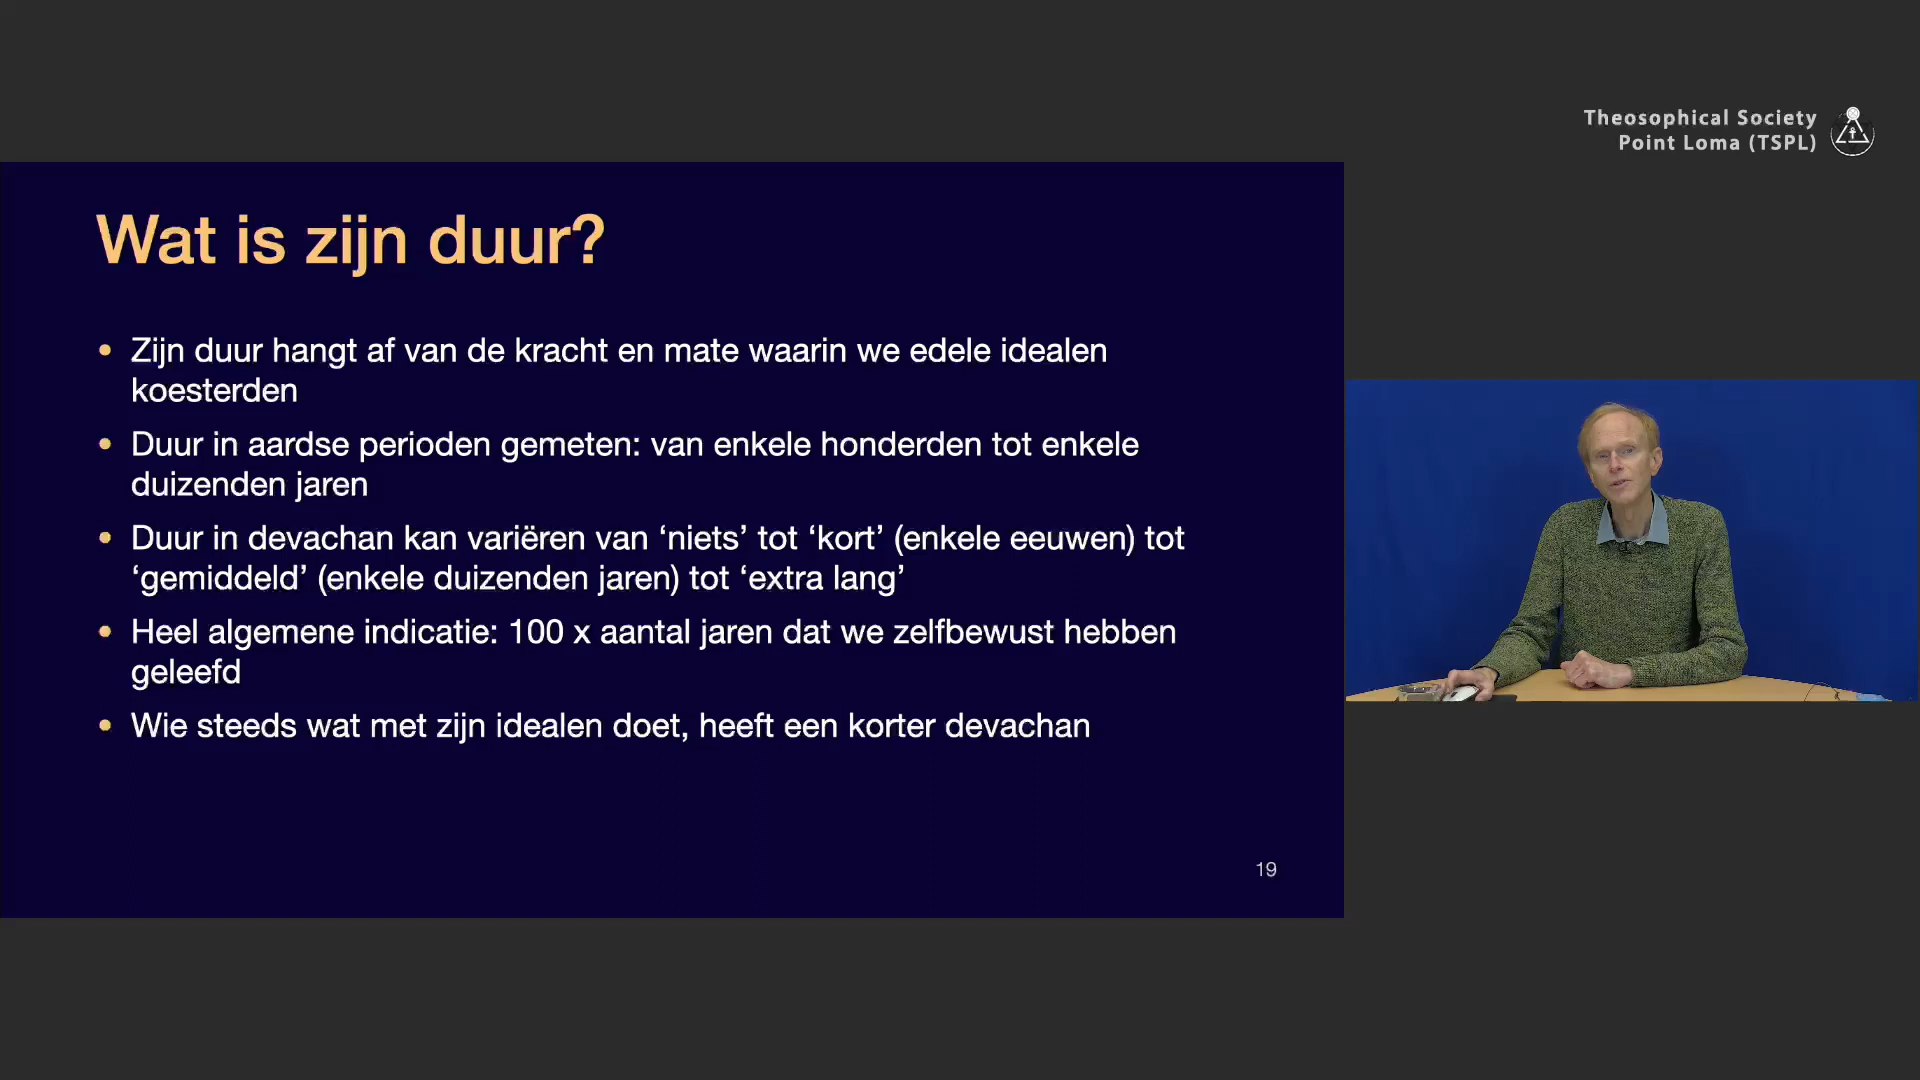 Theosophical Society
Point Loma (TSPL)
Wat is zijn duur?
• Zijn duur hangt af van de kracht en mate waarin we edele idealen
koesterden
• Duur in aardse perioden gemeten: van enkele honderden tot enkele
duizenden jaren
• Duur in devachan kan variëren van ‘niets’ tot ‘kort’ (enkele eeuwen) tot
‘gemiddeld’ (enkele duizenden jaren) tot ‘extra lang’
• Heel algemene indicatie: 100 x aantal jaren dat we zelfbewust hebben
geleefd
• Wie steeds wat met zijn idealen doet, heeft een korter devachan
19